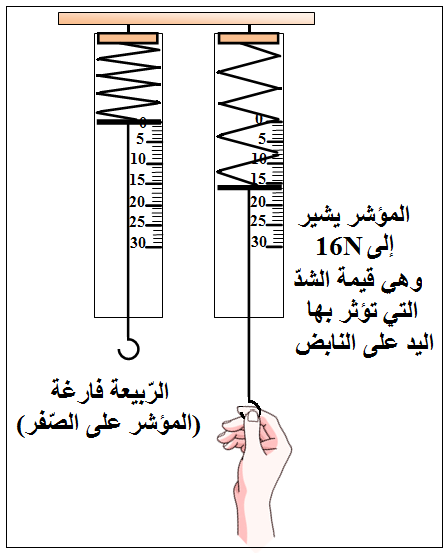 0
5
10
15
20
25
30
0
5
10
15
20
25
30
المؤشر يشير
إلى 16N
وهي قيمة الشدّ
التي تؤثر بها
اليد على النابض
الرّبيعة فارغة
(المؤشر على الصّفر)